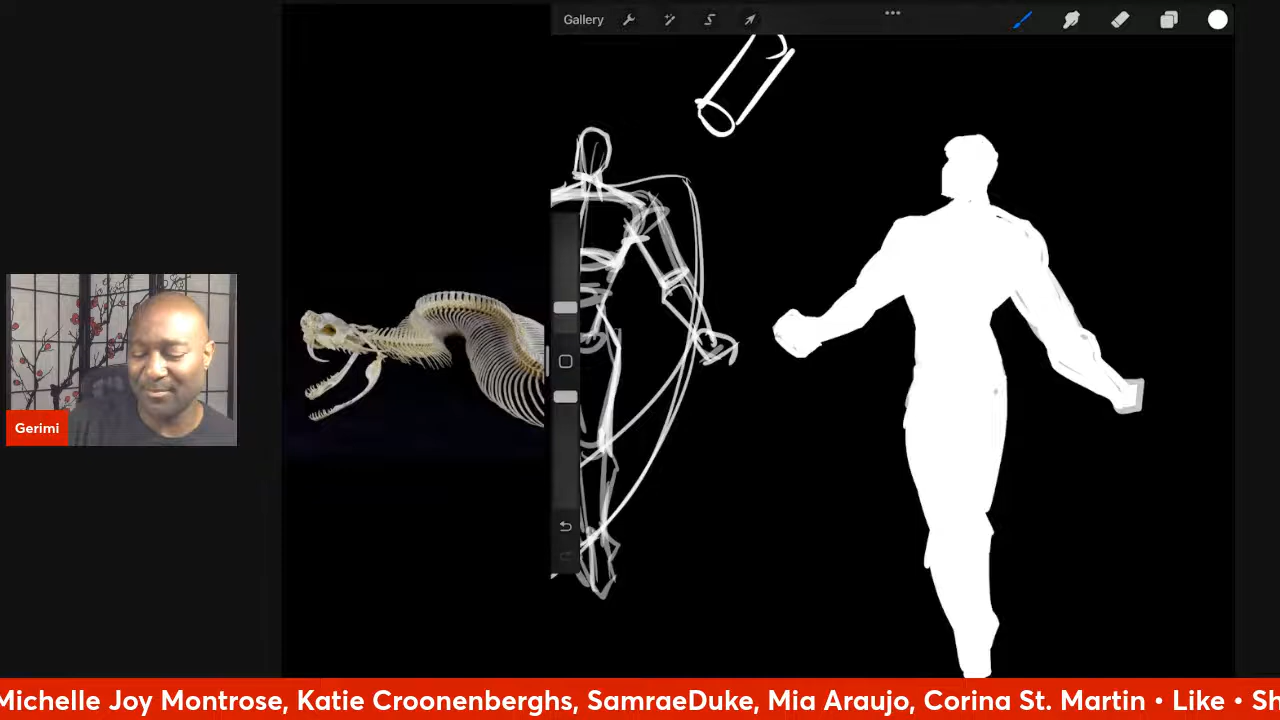 Gallery
Gerimi
Michelle Joy Montrose, Katie Croonenberghs, SamraeDuke, Mia Araujo, Corina St. Martin • Like • Sh